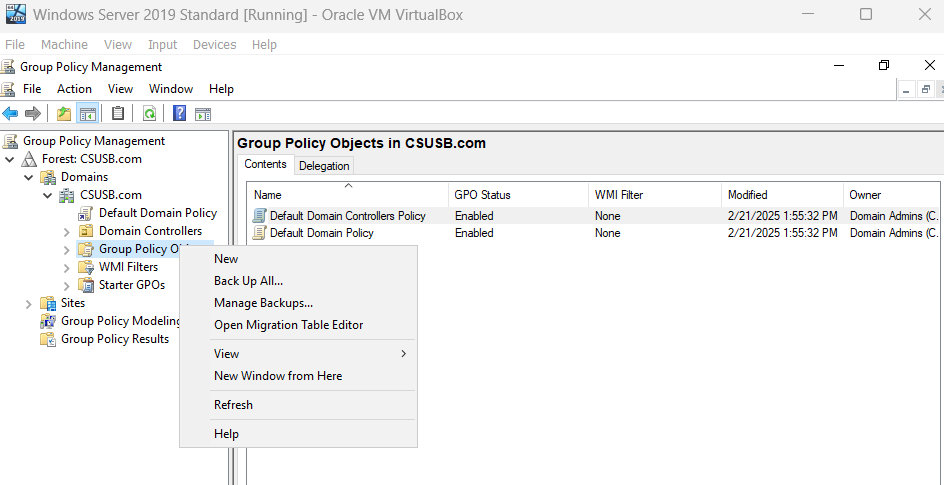 Windows Server 2019 Standard [Running] - Oracle VM VirtualBox
File Machine View Input Devices Help
Group Policy Management
File Action View Window Help
Group Policy Management
Forest: CSUSB.com
Domains
CSUSB.com
Default Domain Policy
Domain Controllers
Group Policy Ob
WMI Filters
Starter GPOs
Sites
Group Policy Modeling
Group Policy Results
New
Back Up All...
Manage Backups...
Open Migration Table Editor
View
New Window from Here
Refresh
Help
Group Policy Objects in CSUSB.com
Contents Delegation
Name GPO Status WMI Filter Modified Owner
Default Domain Controllers Policy Enabled None 2/21/2025 1:55:32 PM Domain Admins (C...
Default Domain Policy Enabled None 2/21/2025 1:55:32 PM Domain Admins (C...